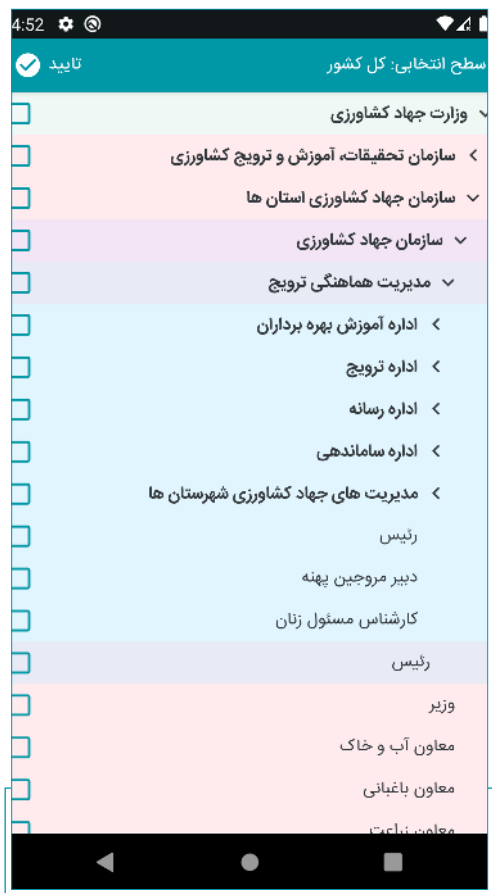 4:52
سطح انتخابی: کل کشور
تایید
وزارت جهاد کشاورزی
سازمان تحقیقات، آموزش و ترویج کشاورزی
سازمان جهاد کشاورزی استان ها
سازمان جهاد کشاورزی
مدیریت هماهنگی ترویج
اداره آموزش بهره برداران
اداره ترویج
اداره رسانه
اداره ساماندهی
مدیریت های جهاد کشاورزی شهرستان ها
رئیس
دبیر مروجین پهنه
کارشناس مسئول زنان
رئیس
وزیر
معاون آب و خاک
معاون باغبانی
معاون زراعت